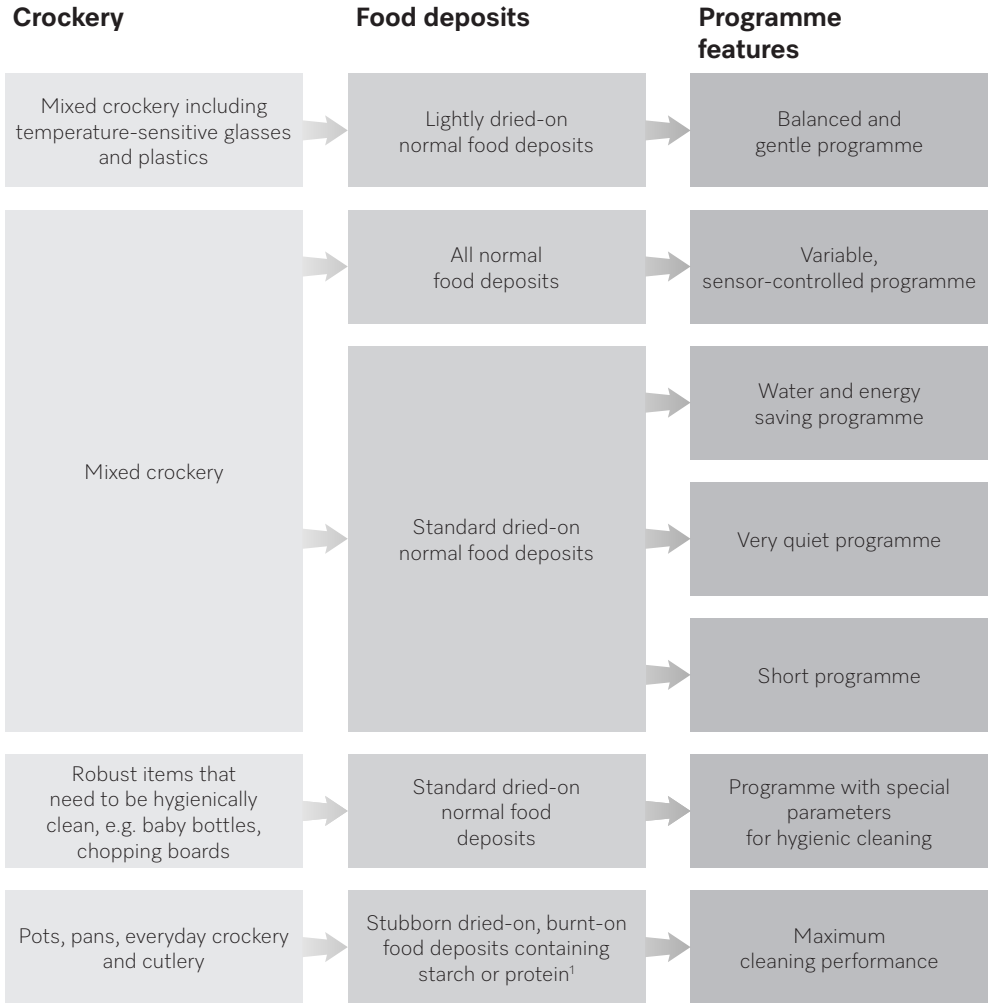 Crockery
Food deposits
Programme
features
Mixed crockery including
temperature-sensitive glasses
and plastics
Lightly dried-on
normal food deposits
Balanced and
gentle programme
Mixed crockery
All normal
food deposits
Variable,
sensor-controlled programme
Standard dried-on
normal food deposits
Water and energy
saving programme
Very quiet programme
Short programme
Robust items that
need to be hygienically
clean, e.g. baby bottles,
chopping boards
Standard dried-on
normal food
deposits
Programme with special
parameters
for hygienic cleaning
Pots, pans, everyday crockery
and cutlery
Stubborn dried-on, burnt-on
food deposits containing
starch or protein¹
Maximum
cleaning performance